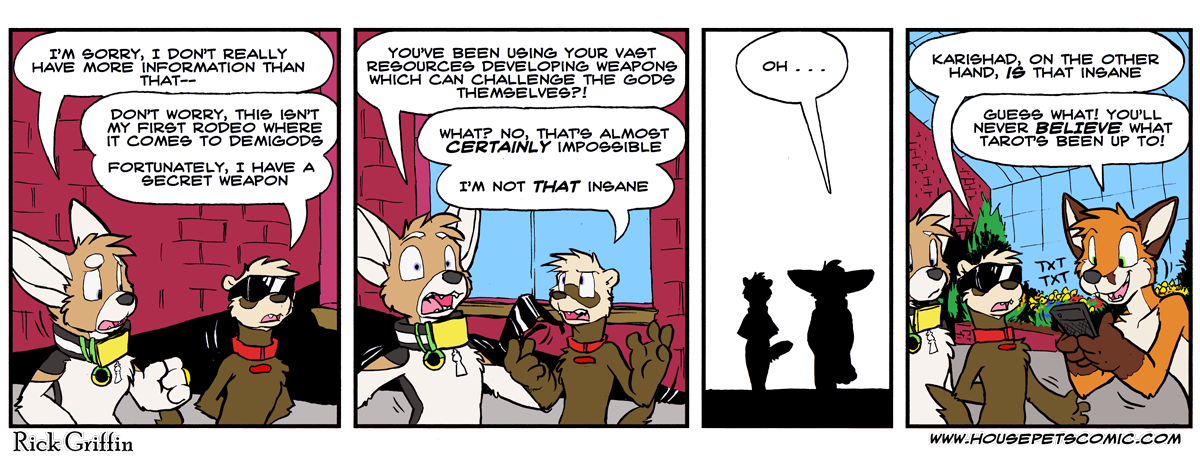 I'M SORRY, I DON'T REALLY
HAVE MORE INFORMATION THAN
THAT--
DON'T WORRY, THIS ISN'T
MY FIRST RODEO WHERE
IT COMES TO DEMIGODS
FORTUNATELY, I HAVE A
SECRET WEAPON
YOU'VE BEEN USING YOUR VAST
RESOURCES DEVELOPING WEAPONS
WHICH CAN CHALLENGE THE GODS
THEMSELVES?!
WHAT? NO, THAT'S ALMOST
CERTAINLY IMPOSSIBLE
I'M NOT THAT INSANE
OH . . .
KARISHAD, ON THE OTHER
HAND, IS THAT INSANE
GUESS WHAT! YOU'LL
NEVER BELIEVE WHAT
TAROT'S BEEN UP TO!
TXT
TXT
Rick Griffin
WWW.HOUSEPETSCOMIC.COM